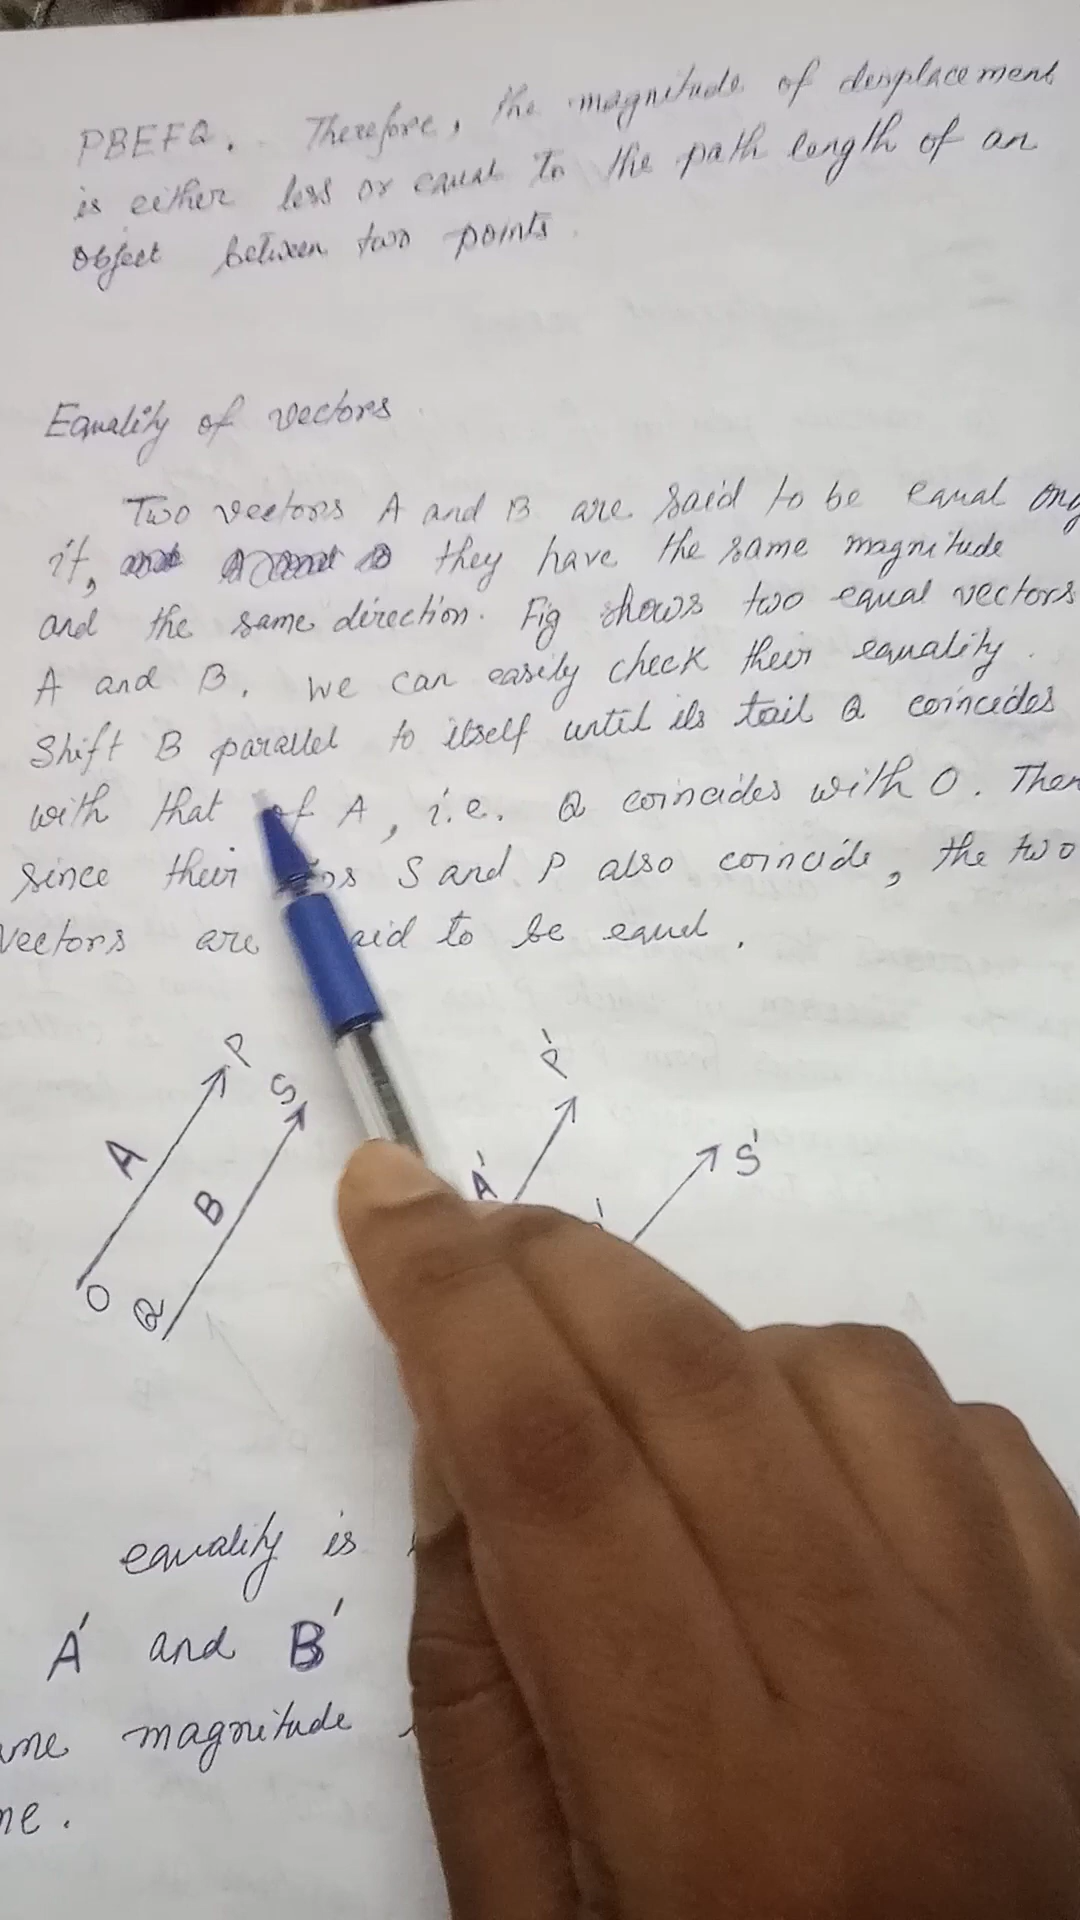 PBEFQ. Therefore, the magnitude of desplacement
is either less or equal to the path length of an
object between two points.
Equality of vectors
Two vectors A and B are said to be equal
if, they have the same magnitude
and the same direction. Fig shows two equal vectors
A and B. we can easily check their equality.
Shift B parallel to itself until its tail Q coincides
with that of A, i.e. Q coincides with O. Then
since their S and P also coincide, the two
vectors are to be equal.
P
S
A
B
O
Q
P'
A'
S'
equality is
A' and B'
magnitude